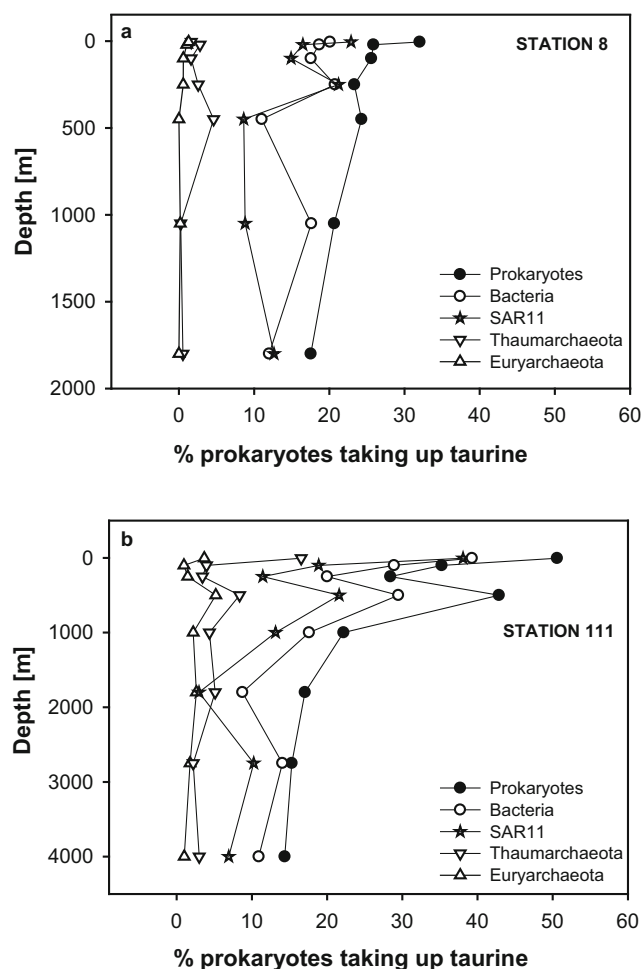 a
STATION 8
0
500
1000
1500
2000
Depth [m]
Prokaryotes
Bacteria
SAR11
Thaumarchaeota
Euryarchaeota
0 10 20 30 40 50 60
% prokaryotes taking up taurine
b
STATION 111
0
1000
2000
3000
4000
Depth [m]
Prokaryotes
Bacteria
SAR11
Thaumarchaeota
Euryarchaeota
0 10 20 30 40 50 60
% prokaryotes taking up taurine